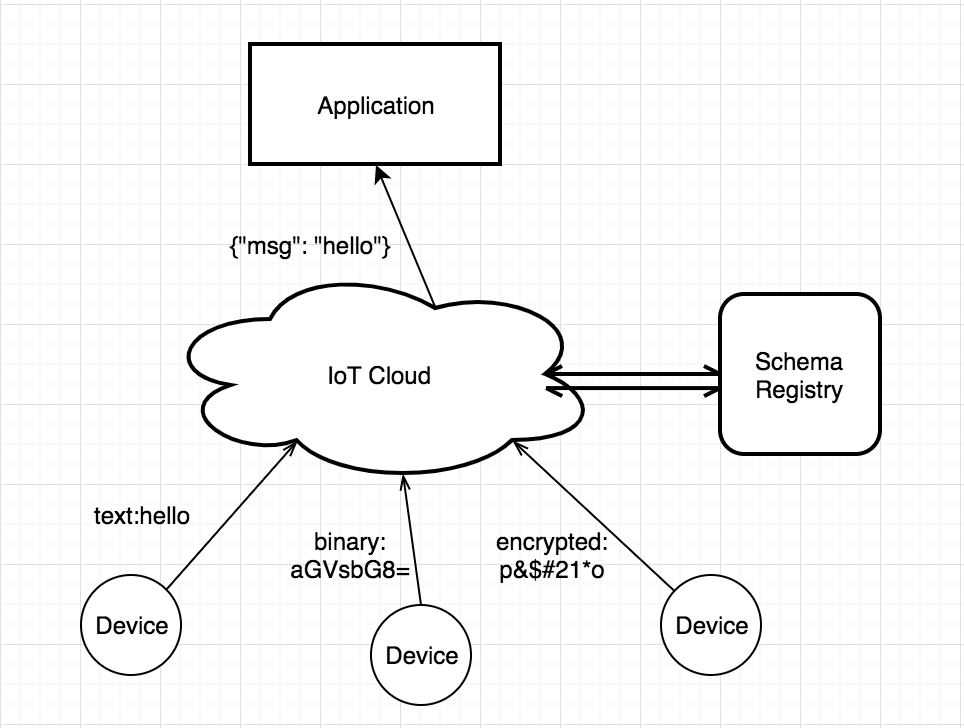 Application
{"msg": "hello"}
IoT Cloud
Schema
Registry
text:hello
binary:
aGVsbG8=
encrypted:
p&$#21*o
Device
Device
Device